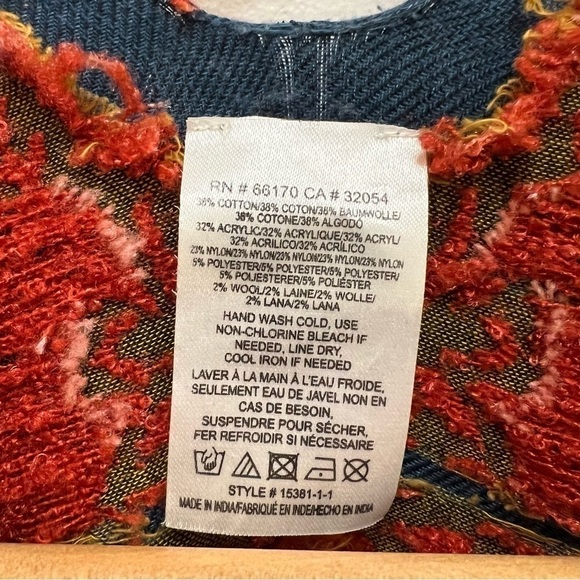 RN # 66170 CA # 32054
38% COTTON/38% COTON/38% BAUMWOLLE/
38% COTONE/38% ALGODÓ
32% ACRYLIC/32% ACRYLIQUE/32% ACRYL/
32% ACRILICO/32% ACRÍLICO
23% NYLON/23% NYLON/23% NYLON/23% NYLON/23% NYLON
5% POLYESTER/5% POLYESTER/5% POLYESTER/
5% POLIESTERE/5% POLIÉSTER
2% WOOL/2% LAINE/2% WOLLE/
2% LANA/2% LANA
HAND WASH COLD, USE
NON-CHLORINE BLEACH IF
NEEDED, LINE DRY,
COOL IRON IF NEEDED
LAVER À LA MAIN À L'EAU FROIDE,
SEULEMENT EAU DE JAVEL NON EN
CAS DE BESOIN,
SUSPENDRE POUR SÉCHER,
FER REFROIDIR SI NÉCESSAIRE
STYLE # 15381-1-1
MADE IN INDIA/FABRIQUÉ EN INDE/HECHO EN INDIA